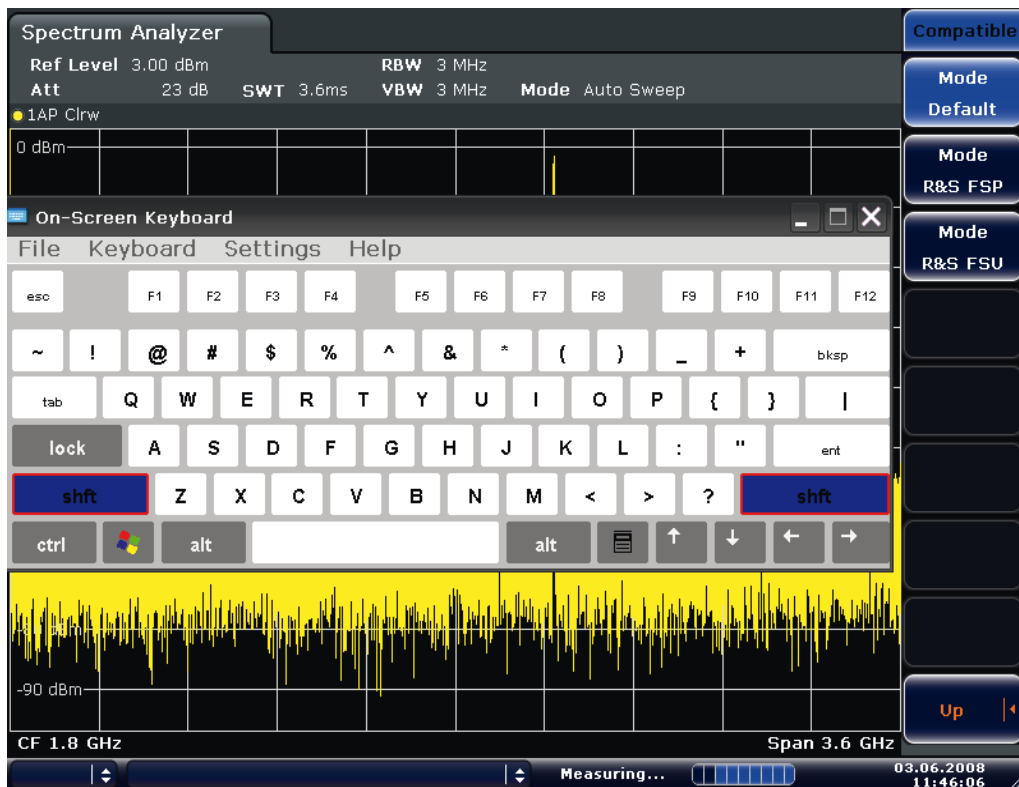 Spectrum Analyzer
Ref Level 3.00 dBm RBW 3 MHz
Att 23 dB SWT 3.6ms VBW 3 MHz Mode Auto Sweep
1AP Clrw
0 dBm
On-Screen Keyboard
File Keyboard Settings Help
esc F1 F2 F3 F4 F5 F6 F7 F8 F9 F10 F11 F12
~ ! @ # $ % ^ & * ( ) _ + bksp
tab Q W E R T Y U I O P { } |
lock A S D F G H J K L : " ent
shft Z X C V B N M < > ? shft
ctrl alt alt ↑ ↓ ← →
-80 dBm
-90 dBm
CF 1.8 GHz Span 3.6 GHz
Measuring... 03.06.2008
11:46:06
Compatible
Mode
Default
Mode
R&S FSP
Mode
R&S FSU
Up